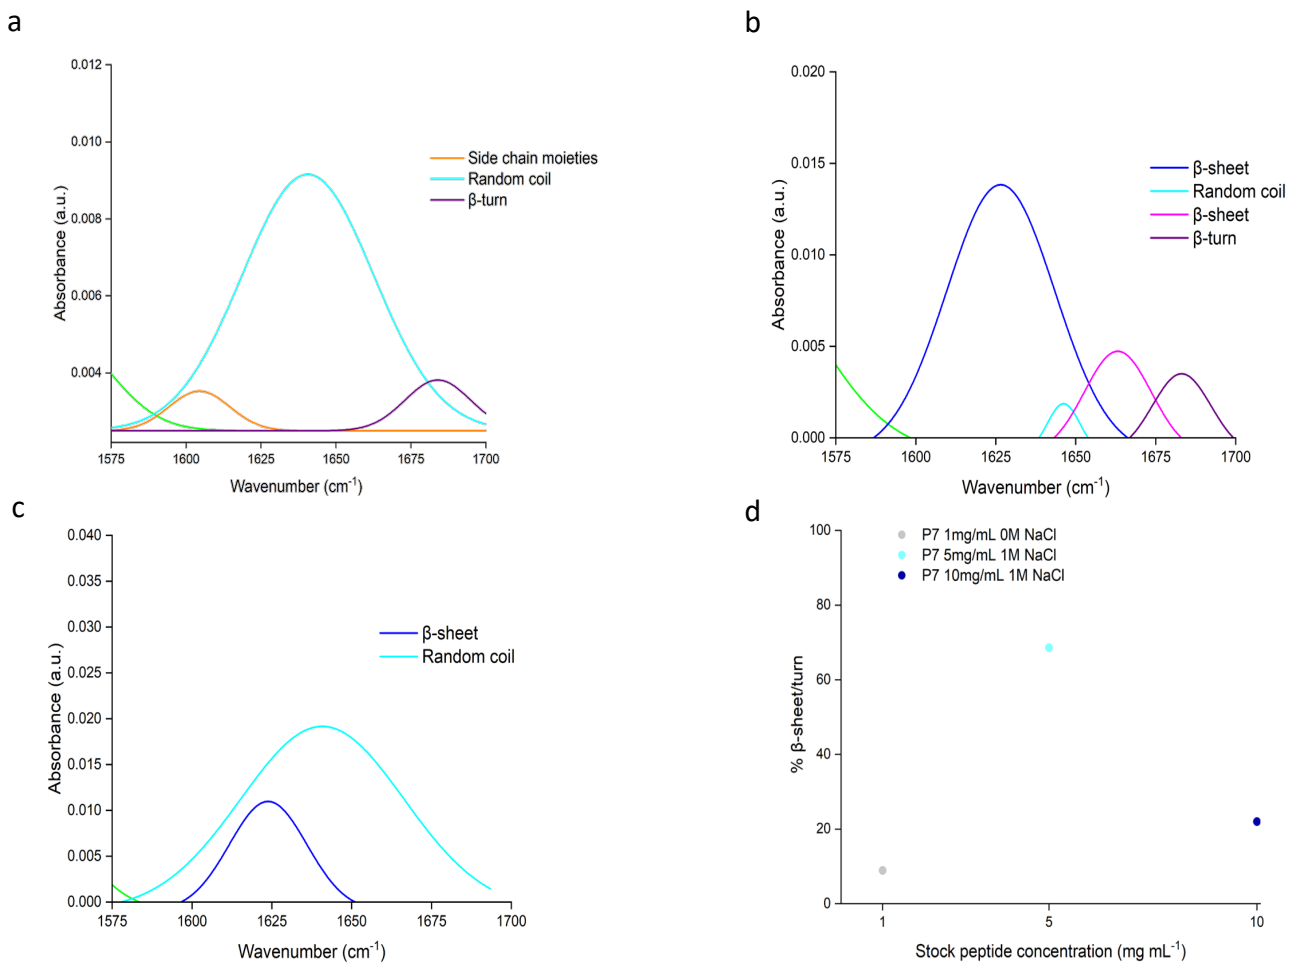 a
0.012
0.010
0.008
0.006
0.004
Absorbance (a.u.)
1575 1600 1625 1650 1675 1700
Wavenumber (cm⁻¹)
Side chain moieties
Random coil
β-turn
b
0.020
0.015
0.010
0.005
0.000
Absorbance (a.u.)
1575 1600 1625 1650 1675 1700
Wavenumber (cm⁻¹)
β-sheet
Random coil
β-sheet
β-turn
c
0.040
0.035
0.030
0.025
0.020
0.015
0.010
0.005
0.000
Absorbance (a.u.)
1575 1600 1625 1650 1675 1700
Wavenumber (cm⁻¹)
β-sheet
Random coil
d
100
80
60
40
20
0
% β-sheet/turn
1 5 10
Stock peptide concentration (mg mL⁻¹)
P7 1mg/mL 0M NaCl
P7 5mg/mL 1M NaCl
P7 10mg/mL 1M NaCl